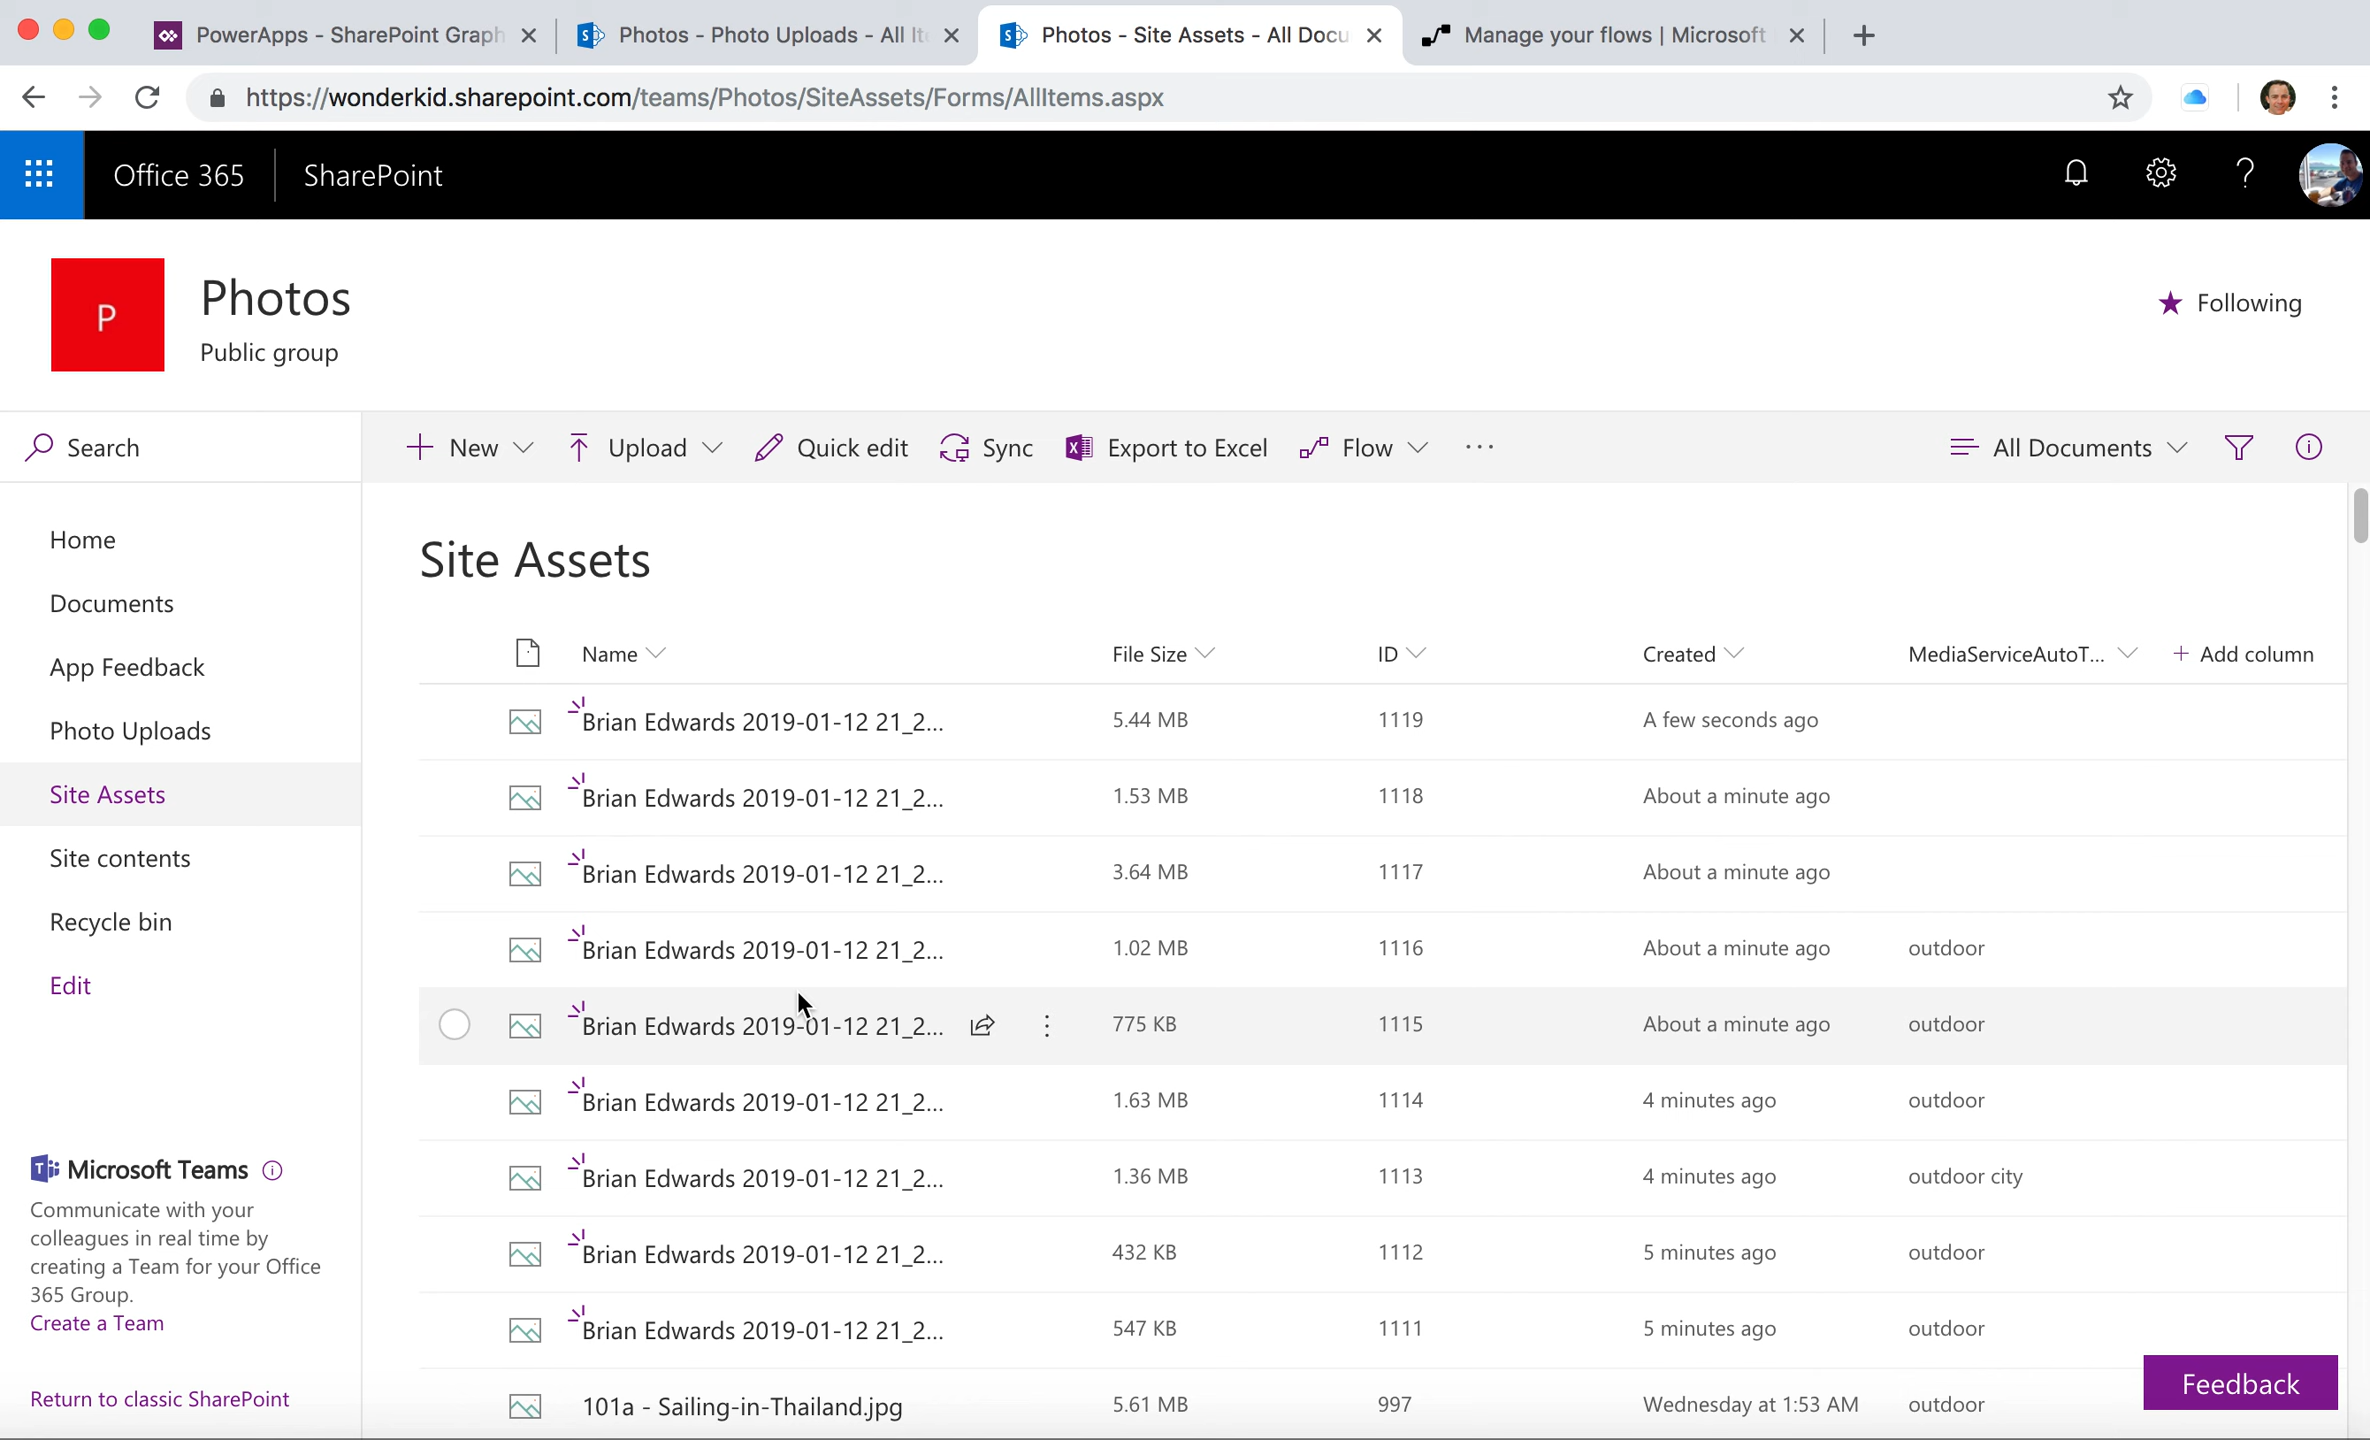 PowerApps - SharePoint Graph
Photos - Photo Uploads - All It
Photos - Site Assets - All Docu
Manage your flows | Microsoft
https://wonderkid.sharepoint.com/teams/Photos/SiteAssets/Forms/AllItems.aspx
Office 365
SharePoint
P
Photos
Public group
Following
Search
New
Upload
Quick edit
Sync
Export to Excel
Flow
All Documents
Home
Documents
App Feedback
Photo Uploads
Site Assets
Site contents
Recycle bin
Edit
Microsoft Teams
Communicate with your
colleagues in real time by
creating a Team for your Office
365 Group.
Create a Team
Return to classic SharePoint
Site Assets
Name File Size ID Created MediaServiceAutoT... + Add column
Brian Edwards 2019-01-12 21_2... 5.44 MB 1119 A few seconds ago
Brian Edwards 2019-01-12 21_2... 1.53 MB 1118 About a minute ago
Brian Edwards 2019-01-12 21_2... 3.64 MB 1117 About a minute ago
Brian Edwards 2019-01-12 21_2... 1.02 MB 1116 About a minute ago outdoor
Brian Edwards 2019-01-12 21_2... 775 KB 1115 About a minute ago outdoor
Brian Edwards 2019-01-12 21_2... 1.63 MB 1114 4 minutes ago outdoor
Brian Edwards 2019-01-12 21_2... 1.36 MB 1113 4 minutes ago outdoor city
Brian Edwards 2019-01-12 21_2... 432 KB 1112 5 minutes ago outdoor
Brian Edwards 2019-01-12 21_2... 547 KB 1111 5 minutes ago outdoor
101a - Sailing-in-Thailand.jpg 5.61 MB 997 Wednesday at 1:53 AM outdoor
Feedback